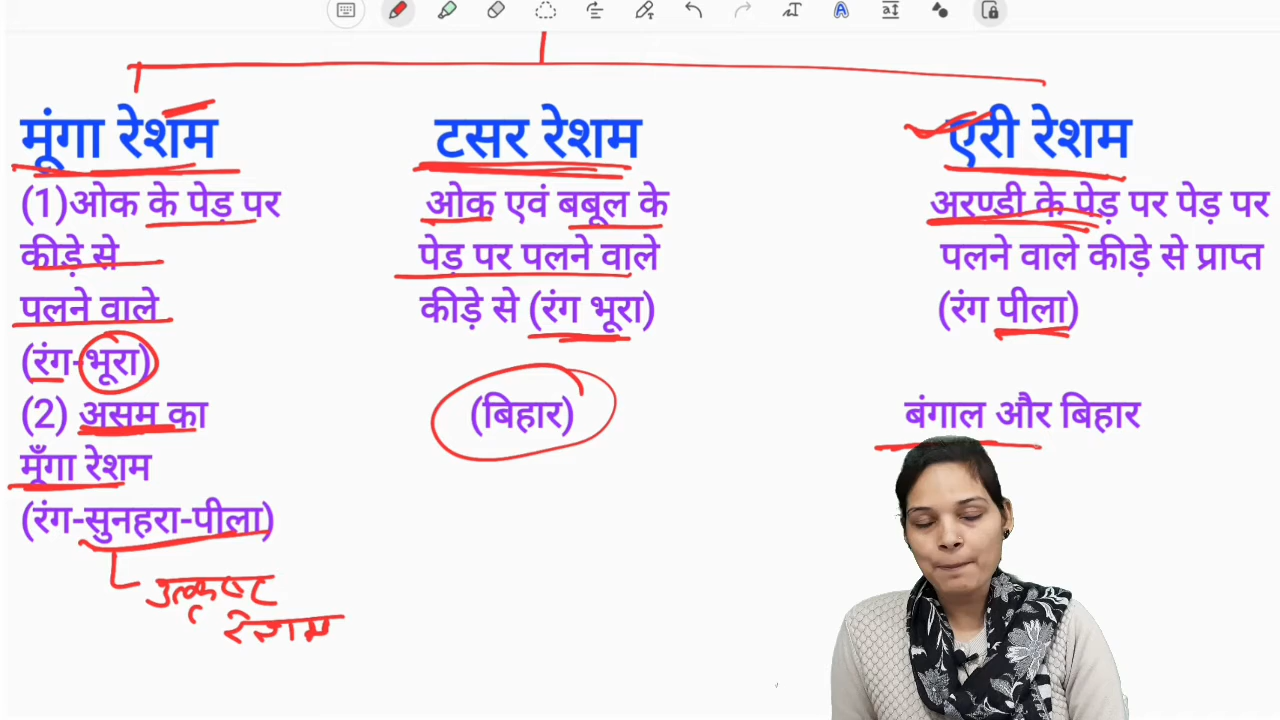 मूंगा रेशम
(1)ओक के पेड़ पर
कीड़े से
पलने वाले
(रंग-भूरा)
(2) असम का
मूँगा रेशम
(रंग-सुनहरा-पीला)
उत्कृष्ट
रेशम
टसर रेशम
ओक एवं बबूल के
पेड़ पर पलने वाले
कीड़े से (रंग भूरा)
(बिहार)
एरी रेशम
अरण्डी के पेड़ पर पेड़ पर
पलने वाले कीड़े से प्राप्त
(रंग पीला)
बंगाल और बिहार